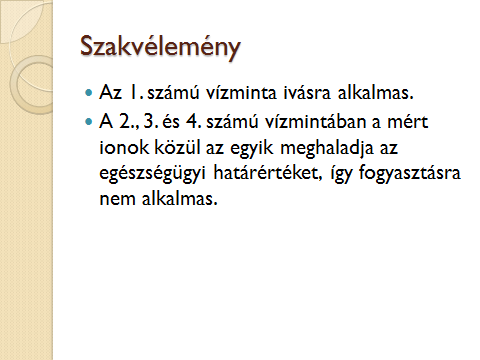 Szakvélemény
Az 1. számú vízminta ivásra alkalmas.
A 2., 3. és 4. számú vízmintában a mért
ionok közül az egyik meghaladja az
egészségügyi határértéket, így fogyasztásra
nem alkalmas.